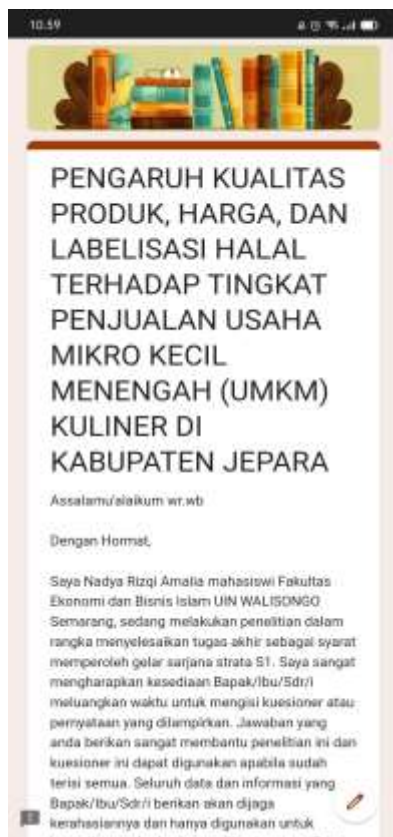 10.59
PENGARUH KUALITAS
PRODUK, HARGA, DAN
LABELISASI HALAL
TERHADAP TINGKAT
PENJUALAN USAHA
MIKRO KECIL
MENENGAH (UMKM)
KULINER DI
KABUPATEN JEPARA
Assalamu'alaikum wr.wb
Dengan Hormat,
Saya Nadya Rizqi Amalia mahasiswi Fakultas
Ekonomi dan Bisnis Islam UIN WALISONGO
Semarang, sedang melakukan penelitian dalam
rangka menyelesaikan tugas akhir sebagai syarat
memperoleh gelar sarjana strata S1. Saya sangat
mengharapkan kesediaan Bapak/Ibu/Sdr/i
meluangkan waktu untuk mengisi kuesioner atau
pernyataan yang dilampirkan. Jawaban yang
anda berikan sangat membantu penelitian ini dan
kuesioner ini dapat digunakan apabila sudah
terisi semua. Seluruh data dan informasi yang
Bapak/Ibu/Sdr/i berikan akan dijaga
kerahasiannya dan hanya digunakan untuk